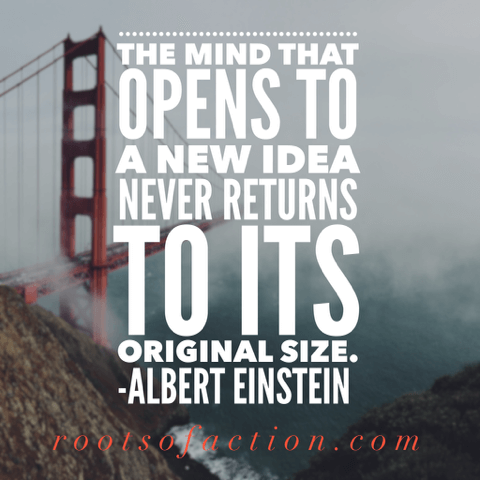 THE MIND THAT
OPENS TO
A NEW IDEA
NEVER RETURNS
TO ITS
ORIGINAL SIZE.
-ALBERT EINSTEIN
rootsofaction.com